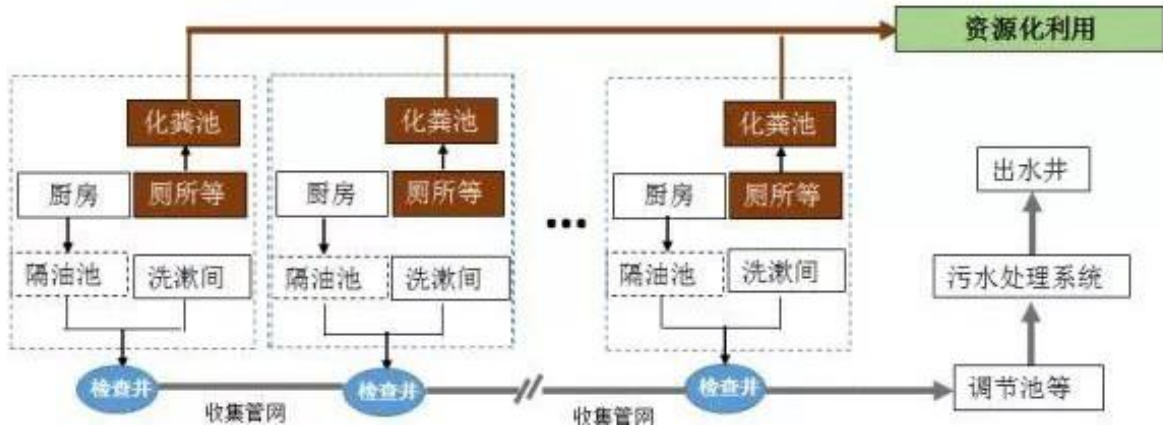 资源化利用
化粪池
化粪池
化粪池
厨房
厕所等
厨房
厕所等
...
厨房
厕所等
出水井
隔油池
洗漱间
隔油池
洗漱间
隔油池
洗漱间
污水处理系统
检查井
检查井
检查井
调节池等
收集管网
收集管网